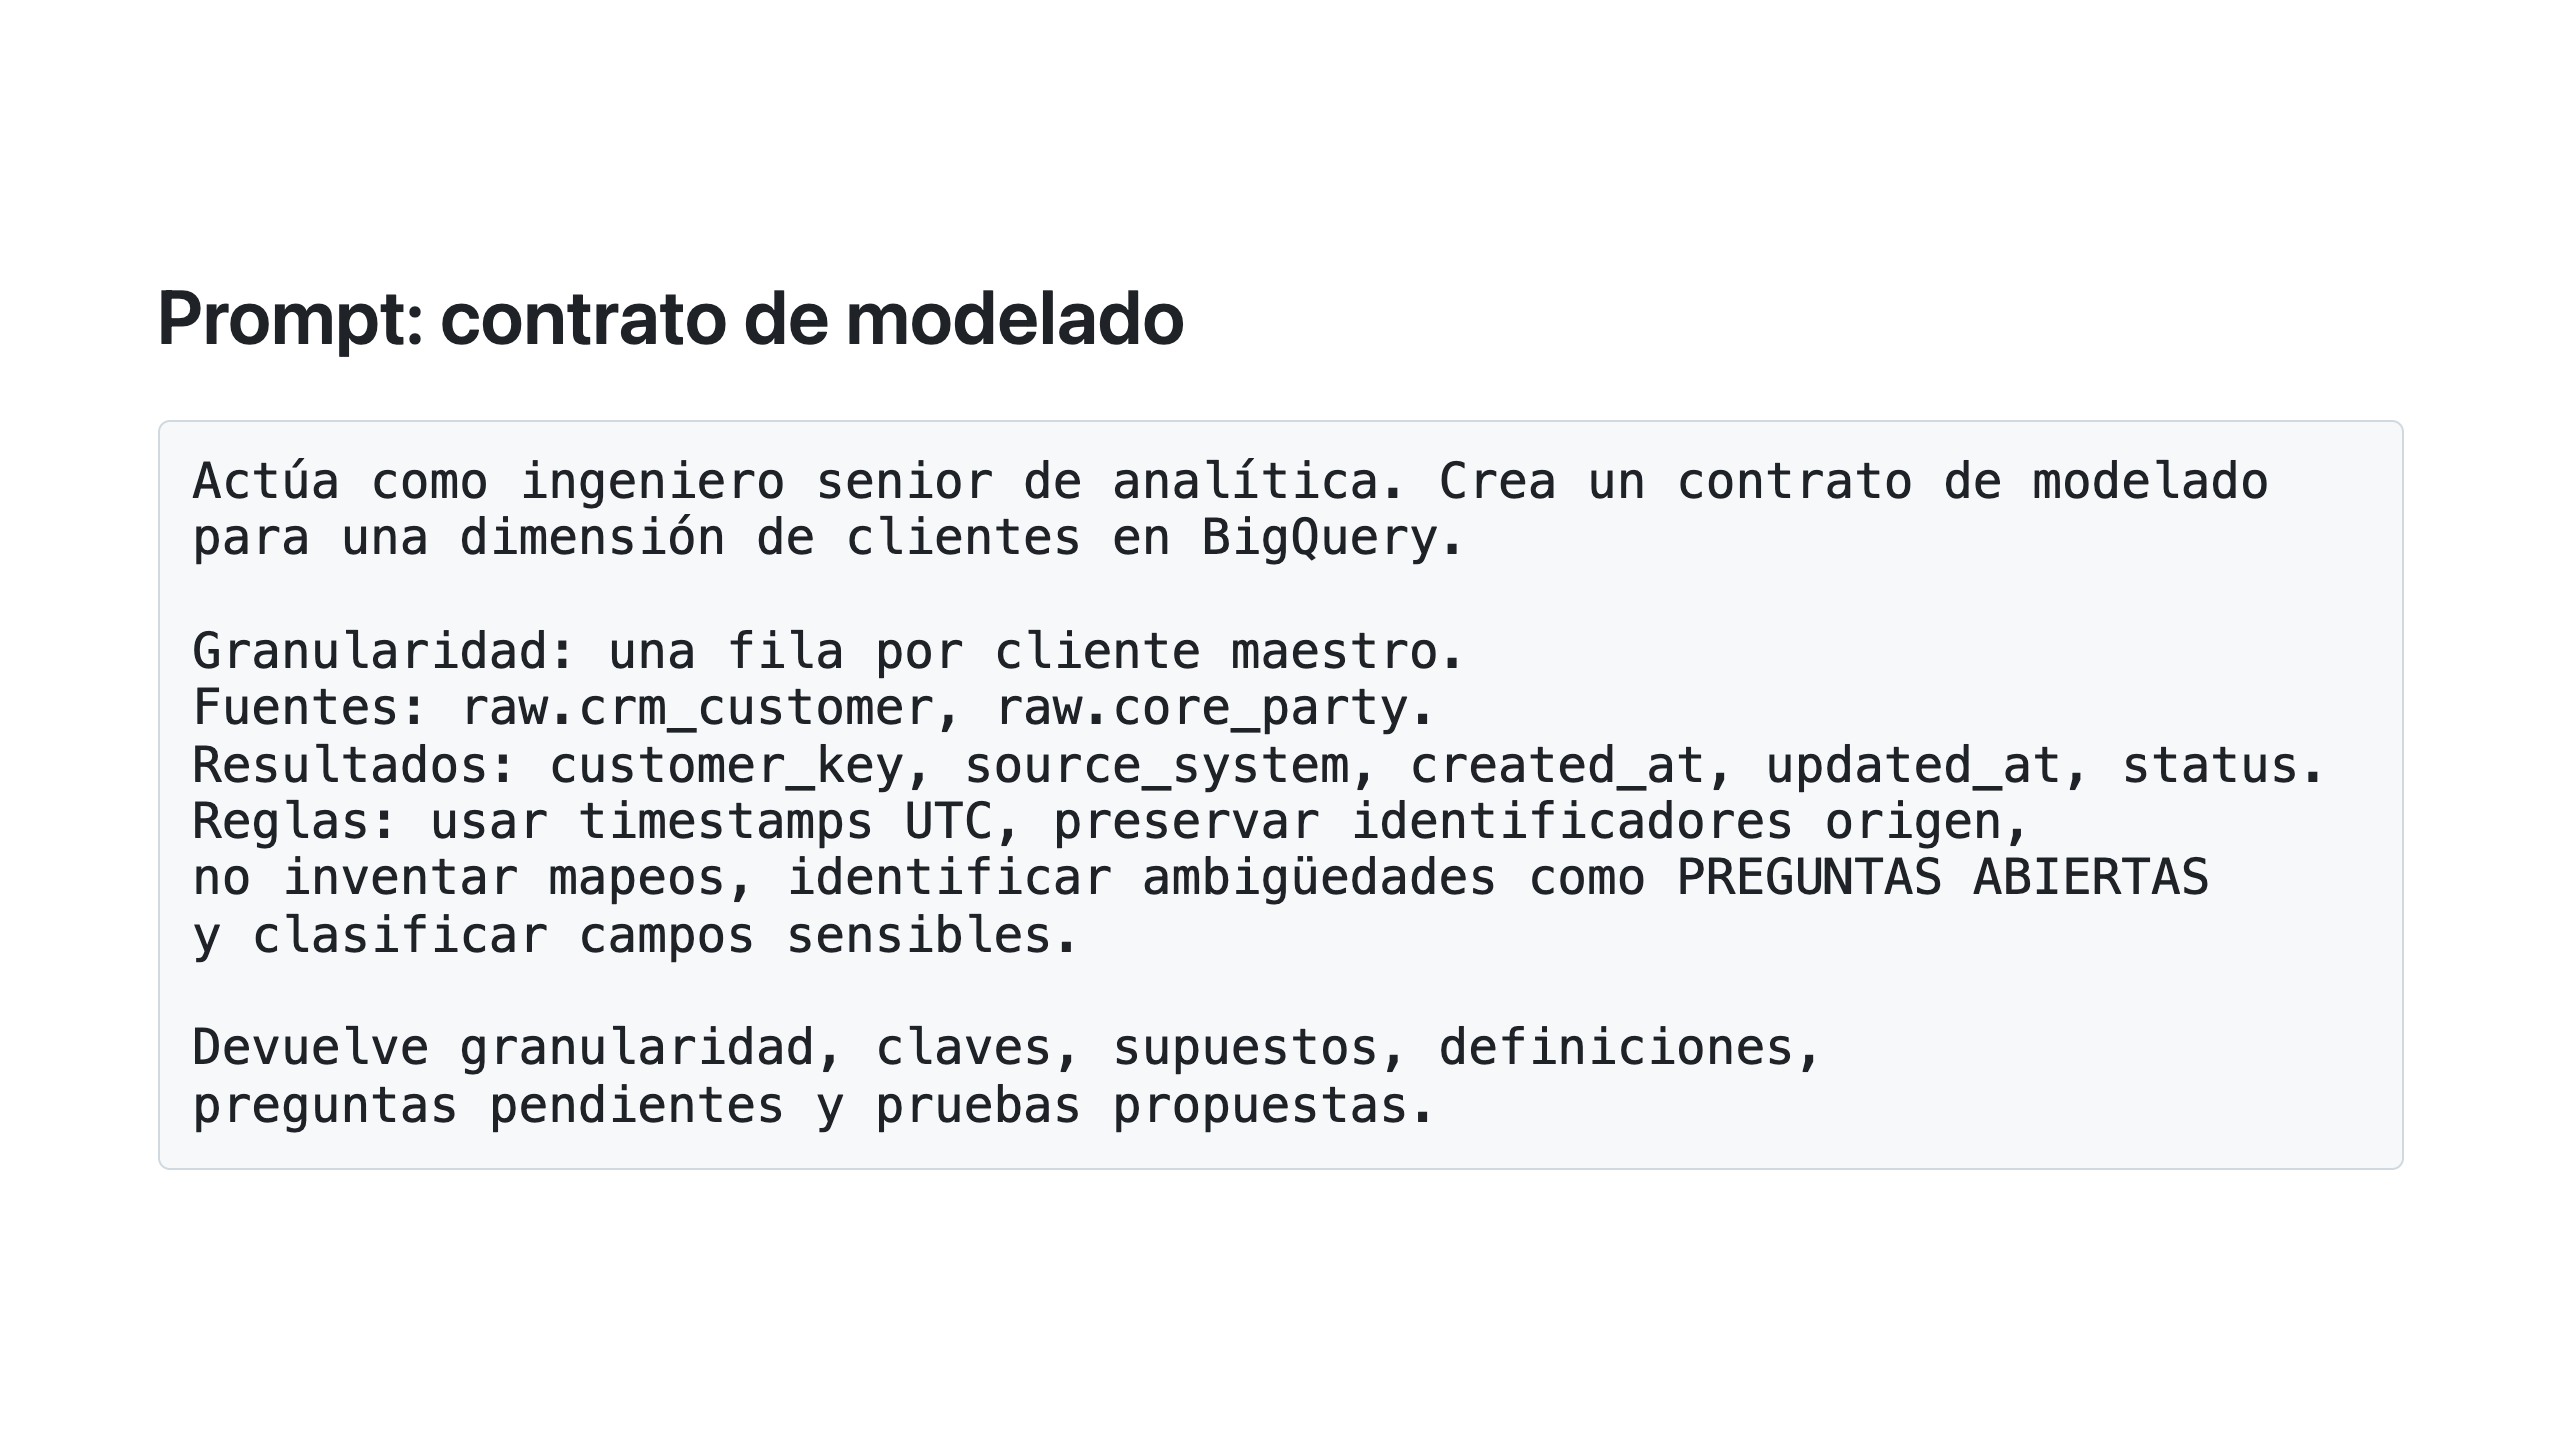 Prompt: contrato de modelado
Actúa como ingeniero senior de analítica. Crea un contrato de modelado
para una dimensión de clientes en BigQuery.
Granularidad: una fila por cliente maestro.
Fuentes: raw.crm_customer, raw.core_party.
Resultados: customer_key, source_system, created_at, updated_at, status.
Reglas: usar timestamps UTC, preservar identificadores origen,
no inventar mapeos, identificar ambigüedades como PREGUNTAS ABIERTAS
y clasificar campos sensibles.
Devuelve granularidad, claves, supuestos, definiciones,
preguntas pendientes y pruebas propuestas.